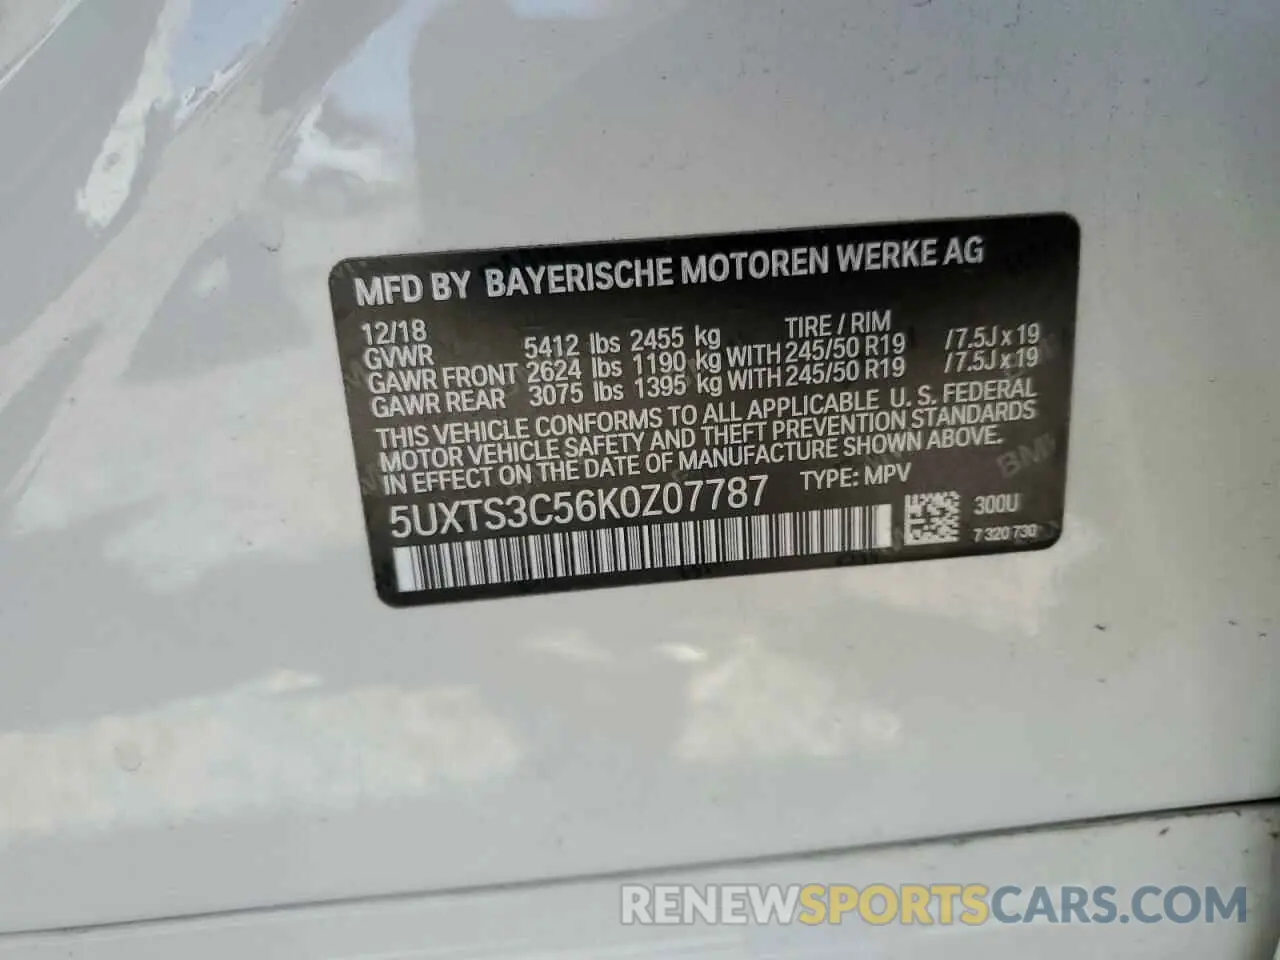 MFD BY BAYERISCHE MOTOREN WERKE AG
12/18 TIRE / RIM
GVWR 5412 lbs 2455 kg
GAWR FRONT 2624 lbs 1190 kg WITH 245/50 R19 /7.5J x 19
GAWR REAR 3075 lbs 1395 kg WITH 245/50 R19 /7.5J x 19
THIS VEHICLE CONFORMS TO ALL APPLICABLE U. S. FEDERAL
MOTOR VEHICLE SAFETY AND THEFT PREVENTION STANDARDS
IN EFFECT ON THE DATE OF MANUFACTURE SHOWN ABOVE.
5UXTS3C56K0Z07787 TYPE: MPV
300U
7 320 730
RENEWSPORTSCARS.COM